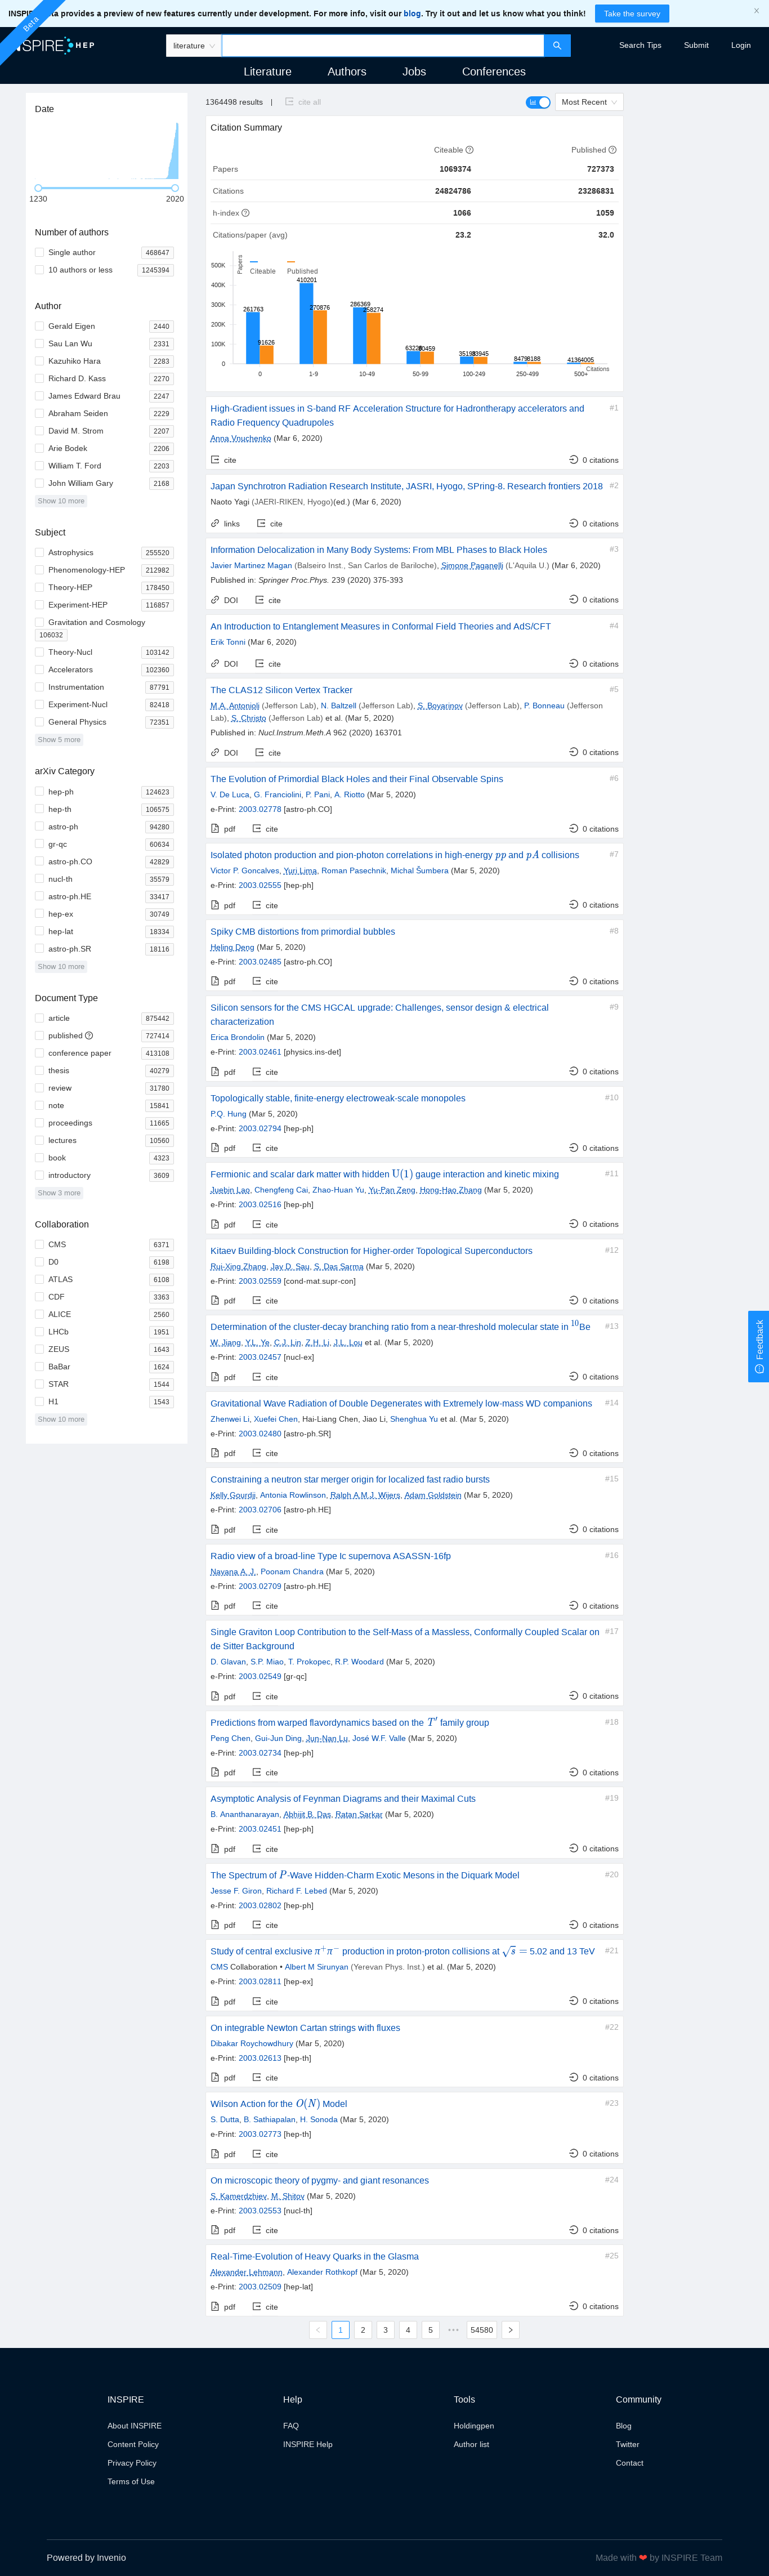 INSPIRE beta provides a preview of new features currently under development. For more info, visit our blog. Try it out and let us know what you think!
Take the survey
X
Beta
INSPIRE HEP
literature
Search Tips
Submit
Login
Literature
Authors
Jobs
Conferences
Date
1230
2020
Number of authors
Single author 468647
10 authors or less 1245394
Author
Gerald Eigen 2440
Sau Lan Wu 2331
Kazuhiko Hara 2283
Richard D. Kass 2270
James Edward Brau 2247
Abraham Seiden 2229
David M. Strom 2207
Arie Bodek 2206
William T. Ford 2203
John William Gary 2168
Show 10 more
Subject
Astrophysics 255520
Phenomenology-HEP 212982
Theory-HEP 178450
Experiment-HEP 116857
Gravitation and Cosmology
106032
Theory-Nucl 103142
Accelerators 102360
Instrumentation 87791
Experiment-Nucl 82418
General Physics 72351
Show 5 more
arXiv Category
hep-ph 124623
hep-th 106575
astro-ph 94280
gr-qc 60634
astro-ph.CO 42829
nucl-th 35579
astro-ph.HE 33417
hep-ex 30749
hep-lat 18334
astro-ph.SR 18116
Show 10 more
Document Type
article 875442
published 727414
conference paper 413108
thesis 40279
review 31780
note 15841
proceedings 11665
lectures 10560
book 4323
introductory 3609
Show 3 more
Collaboration
CMS 6371
D0 6198
ATLAS 6108
CDF 3363
ALICE 2560
LHCb 1951
ZEUS 1643
BaBar 1624
STAR 1544
H1 1543
Show 10 more
1364498 results | cite all
Most Recent
Citation Summary
Citeable Published
Papers 1069374 727373
Citations 24824786 23286831
h-index 1066 1059
Citations/paper (avg) 23.2 32.0
Papers
Citeable Published
500K
400K
300K
200K
100K
0
261763 91626 410201 270876 286369 258274 63228 60459 35193 33945 8479 8188 4136 4005
0 1-9 10-49 50-99 100-249 250-499 500+
Citations
High-Gradient issues in S-band RF Acceleration Structure for Hadrontherapy accelerators and #1
Radio Frequency Quadrupoles
Anna Vnuchenko (Mar 6, 2020)
cite 0 citations
Japan Synchrotron Radiation Research Institute, JASRI, Hyogo, SPring-8. Research frontiers 2018 #2
Naoto Yagi (JAERI-RIKEN, Hyogo)(ed.) (Mar 6, 2020)
links cite 0 citations
Information Delocalization in Many Body Systems: From MBL Phases to Black Holes #3
Javier Martinez Magan (Balseiro Inst., San Carlos de Bariloche), Simone Paganelli (L'Aquila U.) (Mar 6, 2020)
Published in: Springer Proc.Phys. 239 (2020) 375-393
DOI cite 0 citations
An Introduction to Entanglement Measures in Conformal Field Theories and AdS/CFT #4
Erik Tonni (Mar 6, 2020)
DOI cite 0 citations
The CLAS12 Silicon Vertex Tracker #5
M.A. Antonioli (Jefferson Lab), N. Baltzell (Jefferson Lab), S. Boyarinov (Jefferson Lab), P. Bonneau (Jefferson
Lab), S. Christo (Jefferson Lab) et al. (Mar 5, 2020)
Published in: Nucl.Instrum.Meth.A 962 (2020) 163701
DOI cite 0 citations
The Evolution of Primordial Black Holes and their Final Observable Spins #6
V. De Luca, G. Franciolini, P. Pani, A. Riotto (Mar 5, 2020)
e-Print: 2003.02778 [astro-ph.CO]
pdf cite 0 citations
Isolated photon production and pion-photon correlations in high-energy pp and pA collisions #7
Victor P. Goncalves, Yuri Lima, Roman Pasechnik, Michal Šumbera (Mar 5, 2020)
e-Print: 2003.02555 [hep-ph]
pdf cite 0 citations
Spiky CMB distortions from primordial bubbles #8
Heling Deng (Mar 5, 2020)
e-Print: 2003.02485 [astro-ph.CO]
pdf cite 0 citations
Silicon sensors for the CMS HGCAL upgrade: Challenges, sensor design & electrical #9
characterization
Erica Brondolin (Mar 5, 2020)
e-Print: 2003.02461 [physics.ins-det]
pdf cite 0 citations
Topologically stable, finite-energy electroweak-scale monopoles #10
P.Q. Hung (Mar 5, 2020)
e-Print: 2003.02794 [hep-ph]
pdf cite 0 citations
Fermionic and scalar dark matter with hidden U(1) gauge interaction and kinetic mixing #11
Juebin Lao, Chengfeng Cai, Zhao-Huan Yu, Yu-Pan Zeng, Hong-Hao Zhang (Mar 5, 2020)
e-Print: 2003.02516 [hep-ph]
pdf cite 0 citations
Kitaev Building-block Construction for Higher-order Topological Superconductors #12
Rui-Xing Zhang, Jay D. Sau, S. Das Sarma (Mar 5, 2020)
e-Print: 2003.02559 [cond-mat.supr-con]
pdf cite 0 citations
Determination of the cluster-decay branching ratio from a near-threshold molecular state in ¹⁰Be #13
W. Jiang, Y.L. Ye, C.J. Lin, Z.H. Li, J.L. Lou et al. (Mar 5, 2020)
e-Print: 2003.02457 [nucl-ex]
pdf cite 0 citations
Gravitational Wave Radiation of Double Degenerates with Extremely low-mass WD companions #14
Zhenwei Li, Xuefei Chen, Hai-Liang Chen, Jiao Li, Shenghua Yu et al. (Mar 5, 2020)
e-Print: 2003.02480 [astro-ph.SR]
pdf cite 0 citations
Constraining a neutron star merger origin for localized fast radio bursts #15
Kelly Gourdji, Antonia Rowlinson, Ralph A.M.J. Wijers, Adam Goldstein (Mar 5, 2020)
e-Print: 2003.02706 [astro-ph.HE]
pdf cite 0 citations
Radio view of a broad-line Type Ic supernova ASASSN-16fp #16
Nayana A. J., Poonam Chandra (Mar 5, 2020)
e-Print: 2003.02709 [astro-ph.HE]
pdf cite 0 citations
Single Graviton Loop Contribution to the Self-Mass of a Massless, Conformally Coupled Scalar on #17
de Sitter Background
D. Glavan, S.P. Miao, T. Prokopec, R.P. Woodard (Mar 5, 2020)
e-Print: 2003.02549 [gr-qc]
pdf cite 0 citations
Predictions from warped flavordynamics based on the T′ family group #18
Peng Chen, Gui-Jun Ding, Jun-Nan Lu, José W.F. Valle (Mar 5, 2020)
e-Print: 2003.02734 [hep-ph]
pdf cite 0 citations
Asymptotic Analysis of Feynman Diagrams and their Maximal Cuts #19
B. Ananthanarayan, Abhijit B. Das, Ratan Sarkar (Mar 5, 2020)
e-Print: 2003.02451 [hep-ph]
pdf cite 0 citations
The Spectrum of P-Wave Hidden-Charm Exotic Mesons in the Diquark Model #20
Jesse F. Giron, Richard F. Lebed (Mar 5, 2020)
e-Print: 2003.02802 [hep-ph]
pdf cite 0 citations
Study of central exclusive π⁺π⁻ production in proton-proton collisions at √s = 5.02 and 13 TeV #21
CMS Collaboration • Albert M Sirunyan (Yerevan Phys. Inst.) et al. (Mar 5, 2020)
e-Print: 2003.02811 [hep-ex]
pdf cite 0 citations
On integrable Newton Cartan strings with fluxes #22
Dibakar Roychowdhury (Mar 5, 2020)
e-Print: 2003.02613 [hep-th]
pdf cite 0 citations
Wilson Action for the O(N) Model #23
S. Dutta, B. Sathiapalan, H. Sonoda (Mar 5, 2020)
e-Print: 2003.02773 [hep-th]
pdf cite 0 citations
On microscopic theory of pygmy- and giant resonances #24
S. Kamerdzhiev, M. Shitov (Mar 5, 2020)
e-Print: 2003.02553 [nucl-th]
pdf cite 0 citations
Real-Time-Evolution of Heavy Quarks in the Glasma #25
Alexander Lehmann, Alexander Rothkopf (Mar 5, 2020)
e-Print: 2003.02509 [hep-lat]
pdf cite 0 citations
1 2 3 4 5 ••• 54580
Feedback
INSPIRE
About INSPIRE
Content Policy
Privacy Policy
Terms of Use
Help
FAQ
INSPIRE Help
Tools
Holdingpen
Author list
Community
Blog
Twitter
Contact
Powered by Invenio
Made with ❤ by INSPIRE Team